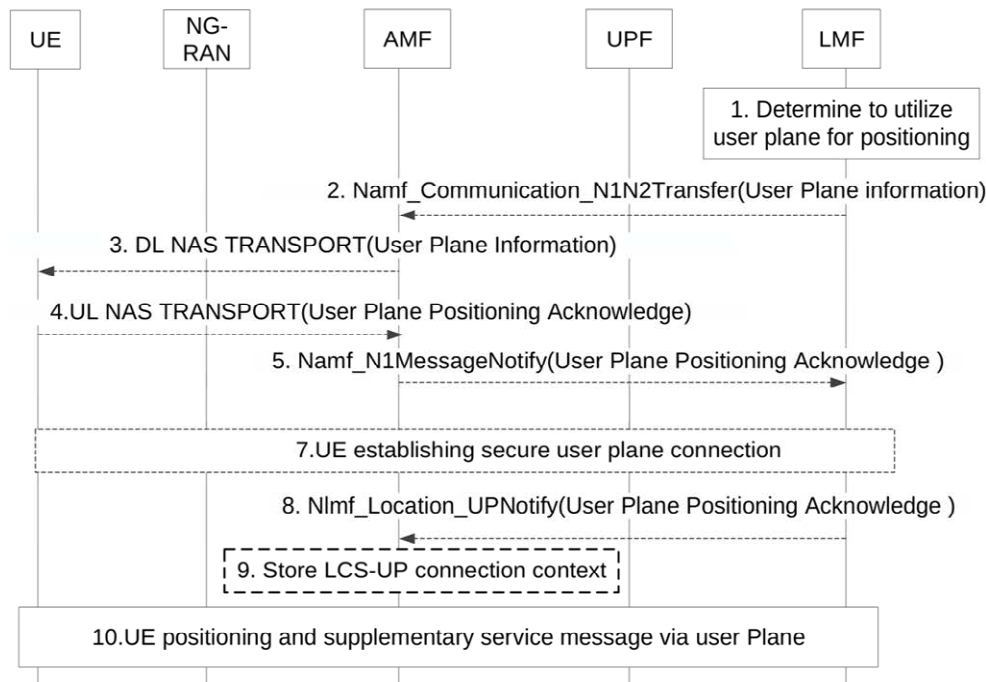 UE
NG-
RAN
AMF
UPF
LMF
1. Determine to utilize
user plane for positioning
2. Namf_Communication_N1N2Transfer(User Plane information)
3. DL NAS TRANSPORT(User Plane Information)
4.UL NAS TRANSPORT(User Plane Positioning Acknowledge)
5. Namf_N1MessageNotify(User Plane Positioning Acknowledge )
7.UE establishing secure user plane connection
8. Nlmf_Location_UPNotify(User Plane Positioning Acknowledge )
9. Store LCS-UP connection context
10.UE positioning and supplementary service message via user Plane